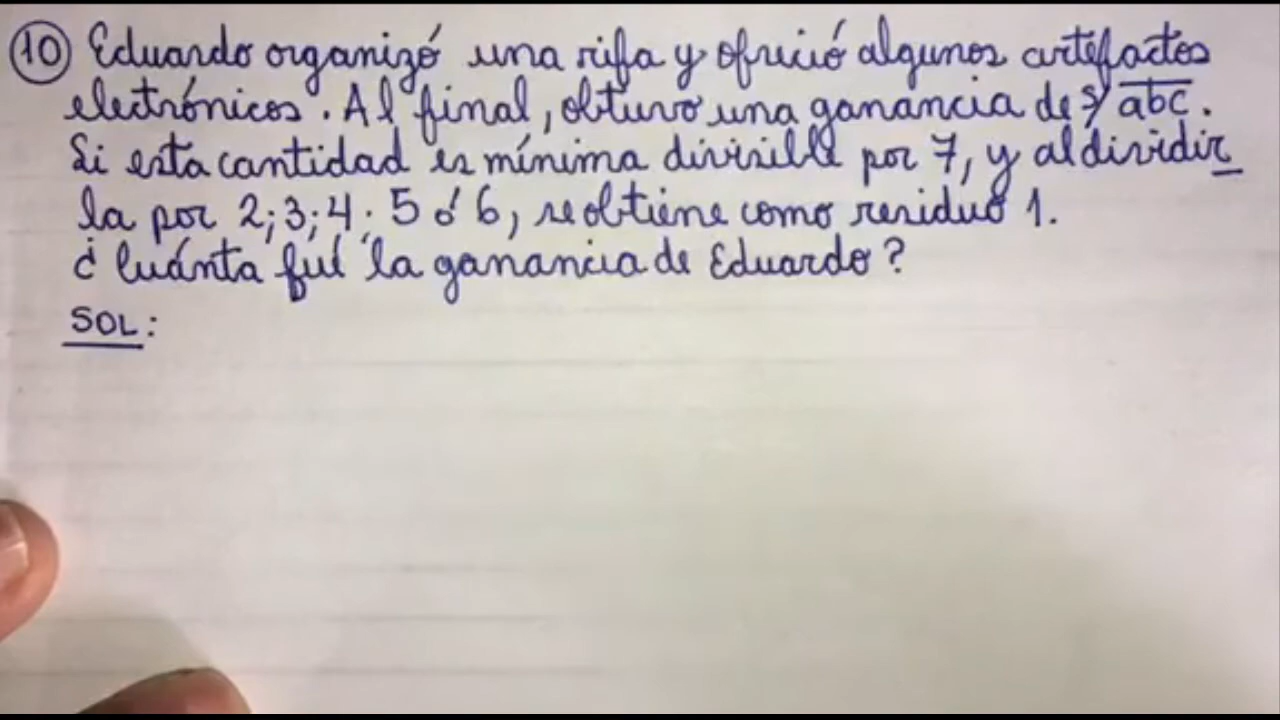 10 Eduardo organizó una rifa y ofreció algunos artefactos
electrónicos. Al final, obtuvo una ganancia de S/ abc.
Si esta cantidad es mínima divisible por 7, y al dividir
la por 2; 3; 4; 5 ó 6, se obtiene como residuo 1.
¿Cuánta fué la ganancia de Eduardo?
SOL: